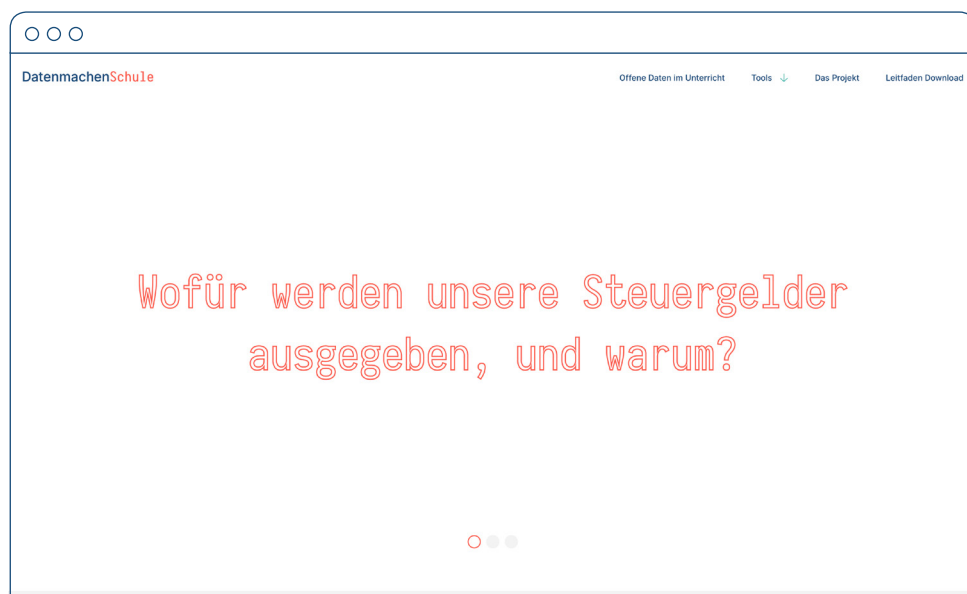 DatenmachenSchule
Offene Daten im Unterricht Tools ↓ Das Projekt Leitfaden Download
Wofür werden unsere Steuergelder
ausgegeben, und warum?